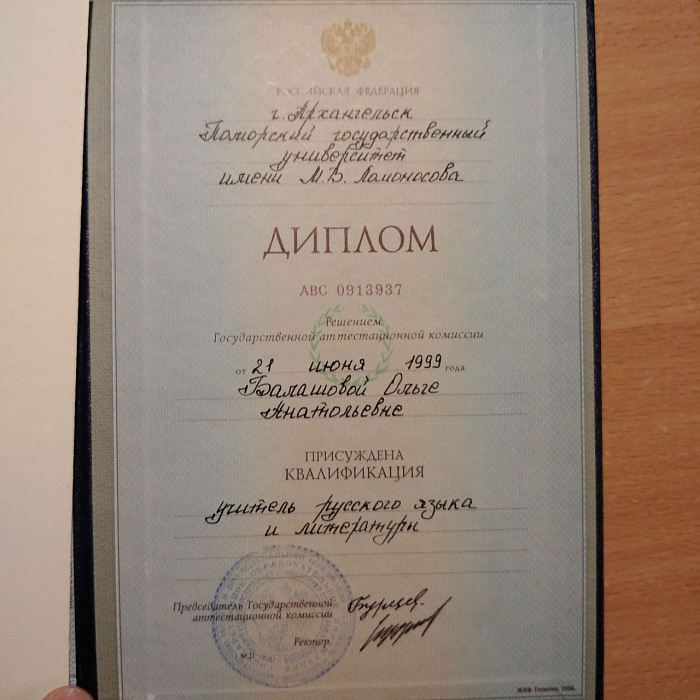 РОССИЙСКАЯ ФЕДЕРАЦИЯ
г. Архангельск
Поморский государственный
университет
имени М.В. Ломоносова
ДИПЛОМ
АВС 0913937
Решением
Государственной аттестационной комиссии
от 21 июня 1999 года
Балашовой Ольге
Анатольевне
ПРИСУЖДЕНА
КВАЛИФИКАЦИЯ
учитель русского языка
и литературы
Председатель Государственной
аттестационной комиссии
Ректор
М.П.